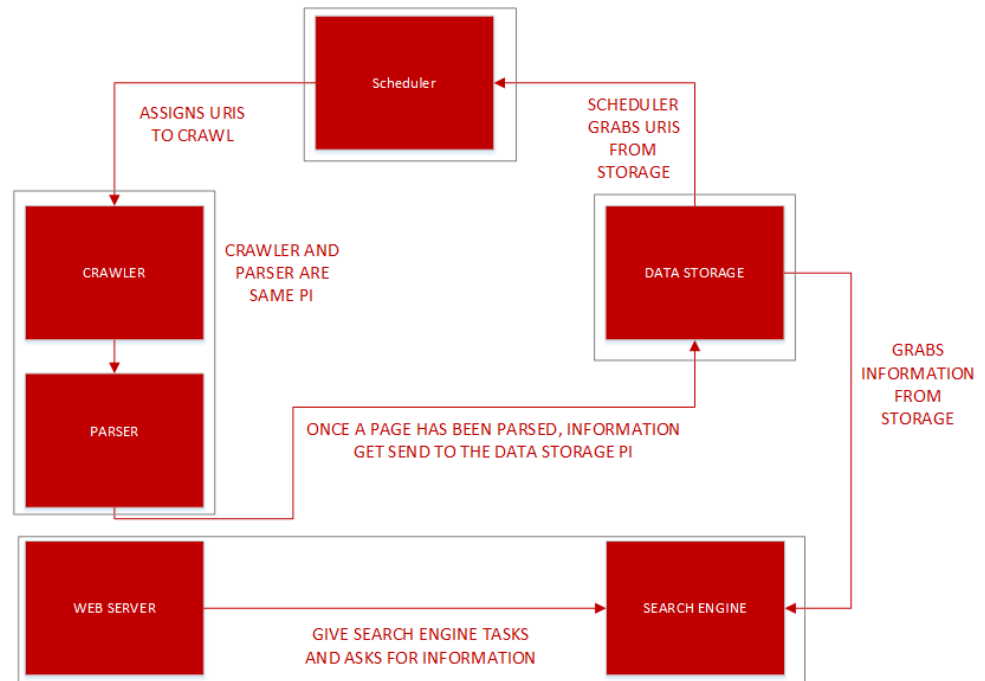 Scheduler
ASSIGNS URIS
TO CRAWL
SCHEDULER
GRABS URIS
FROM
STORAGE
CRAWLER
CRAWLER AND
PARSER ARE
SAME PI
DATA STORAGE
GRABS
INFORMATION
FROM
STORAGE
PARSER
ONCE A PAGE HAS BEEN PARSED, INFORMATION
GET SEND TO THE DATA STORAGE PI
WEB SERVER
SEARCH ENGINE
GIVE SEARCH ENGINE TASKS
AND ASKS FOR INFORMATION